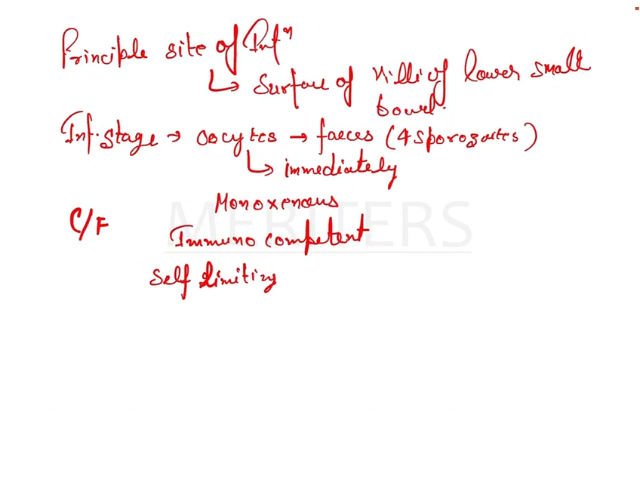 Principle site of Infⁿ
↳ Surface of Villi of lower small
bowel.
Inf. stage → oocytes → faeces (4 sporozoites)
↳ immediately
Monoxenous
C/F
MERITERS
Immuno competent
Self limiting